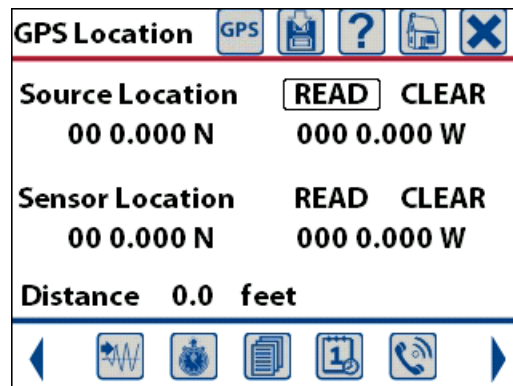 GPS Location GPS ?
Source Location READ CLEAR
00 0.000 N 000 0.000 W
Sensor Location READ CLEAR
00 0.000 N 000 0.000 W
Distance 0.0 feet
1